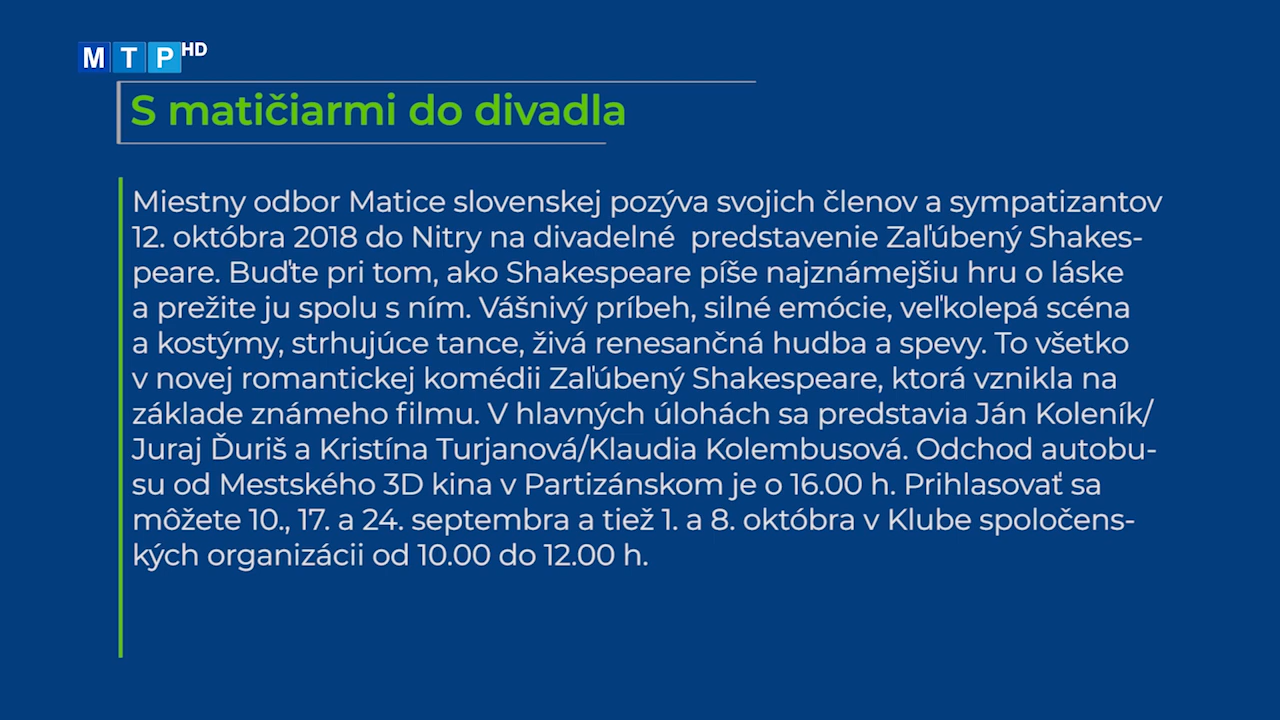 MTP HD
S matičiarmi do divadla
Miestny odbor Matice slovenskej pozýva svojich členov a sympatizantov
12. októbra 2018 do Nitry na divadelné  predstavenie Zaľúbený Shakes-
peare. Buďte pri tom, ako Shakespeare píše najznámejšiu hru o láske
a prežite ju spolu s ním. Vášnivý príbeh, silné emócie, veľkolepá scéna
a kostýmy, strhujúce tance, živá renesančná hudba a spevy. To všetko
v novej romantickej komédii Zaľúbený Shakespeare, ktorá vznikla na
základe známeho filmu. V hlavných úlohách sa predstavia Ján Koleník/
Juraj Ďuriš a Kristína Turjanová/Klaudia Kolembusová. Odchod autobu-
su od Mestského 3D kina v Partizánskom je o 16.00 h. Prihlasovať sa
môžete 10., 17. a 24. septembra a tiež 1. a 8. októbra v Klube spoločens-
kých organizácii od 10.00 do 12.00 h.